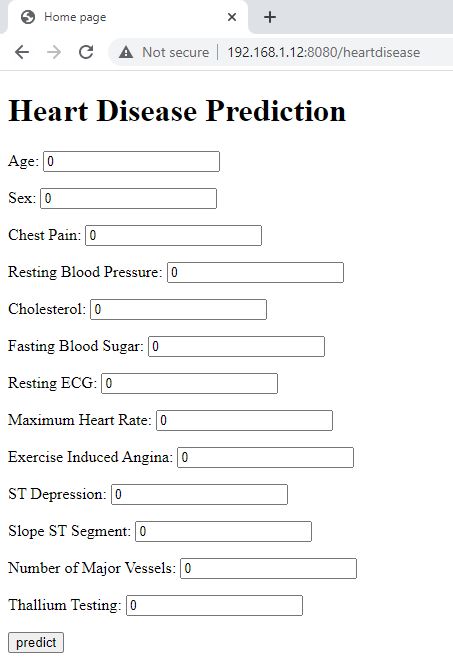 Home page
Not secure 192.168.1.12:8080/heartdisease
Heart Disease Prediction
Age: 0
Sex: 0
Chest Pain: 0
Resting Blood Pressure: 0
Cholesterol: 0
Fasting Blood Sugar: 0
Resting ECG: 0
Maximum Heart Rate: 0
Exercise Induced Angina: 0
ST Depression: 0
Slope ST Segment: 0
Number of Major Vessels: 0
Thallium Testing: 0
predict